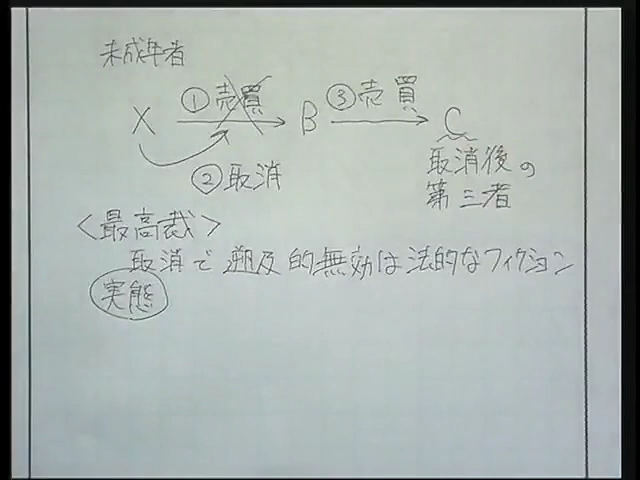 未成年者
①売買 ③売買
X B C
②取消
取消後の
第三者
<最高裁>
取消で遡及的無効は法的なフィクション
実態